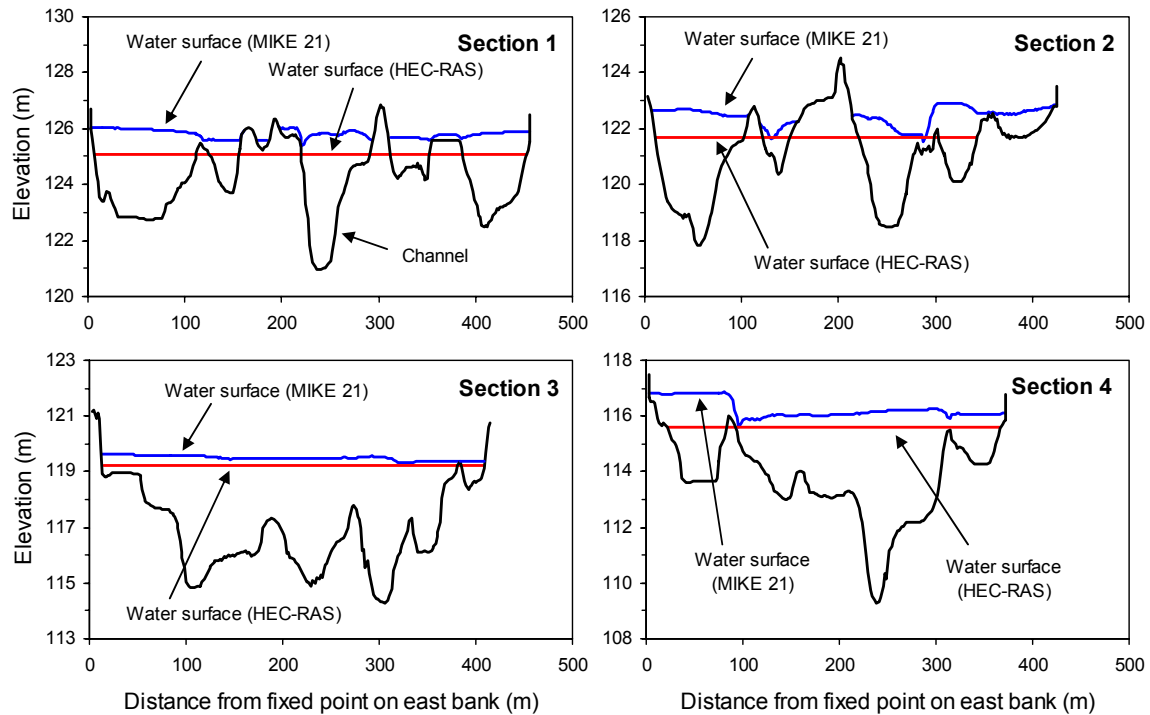 130
128
126
124
122
120
Elevation (m)
Section 1
Water surface (MIKE 21)
Water surface (HEC-RAS)
Channel
0 100 200 300 400 500
126
124
122
120
118
116
Section 2
Water surface (MIKE 21)
Water surface (HEC-RAS)
0 100 200 300 400 500
123
121
119
117
115
113
Elevation (m)
Section 3
Water surface (MIKE 21)
Water surface (HEC-RAS)
0 100 200 300 400 500
Distance from fixed point on east bank (m)
118
116
114
112
110
108
Section 4
Water surface
(MIKE 21)
Water surface
(HEC-RAS)
0 100 200 300 400 500
Distance from fixed point on east bank (m)